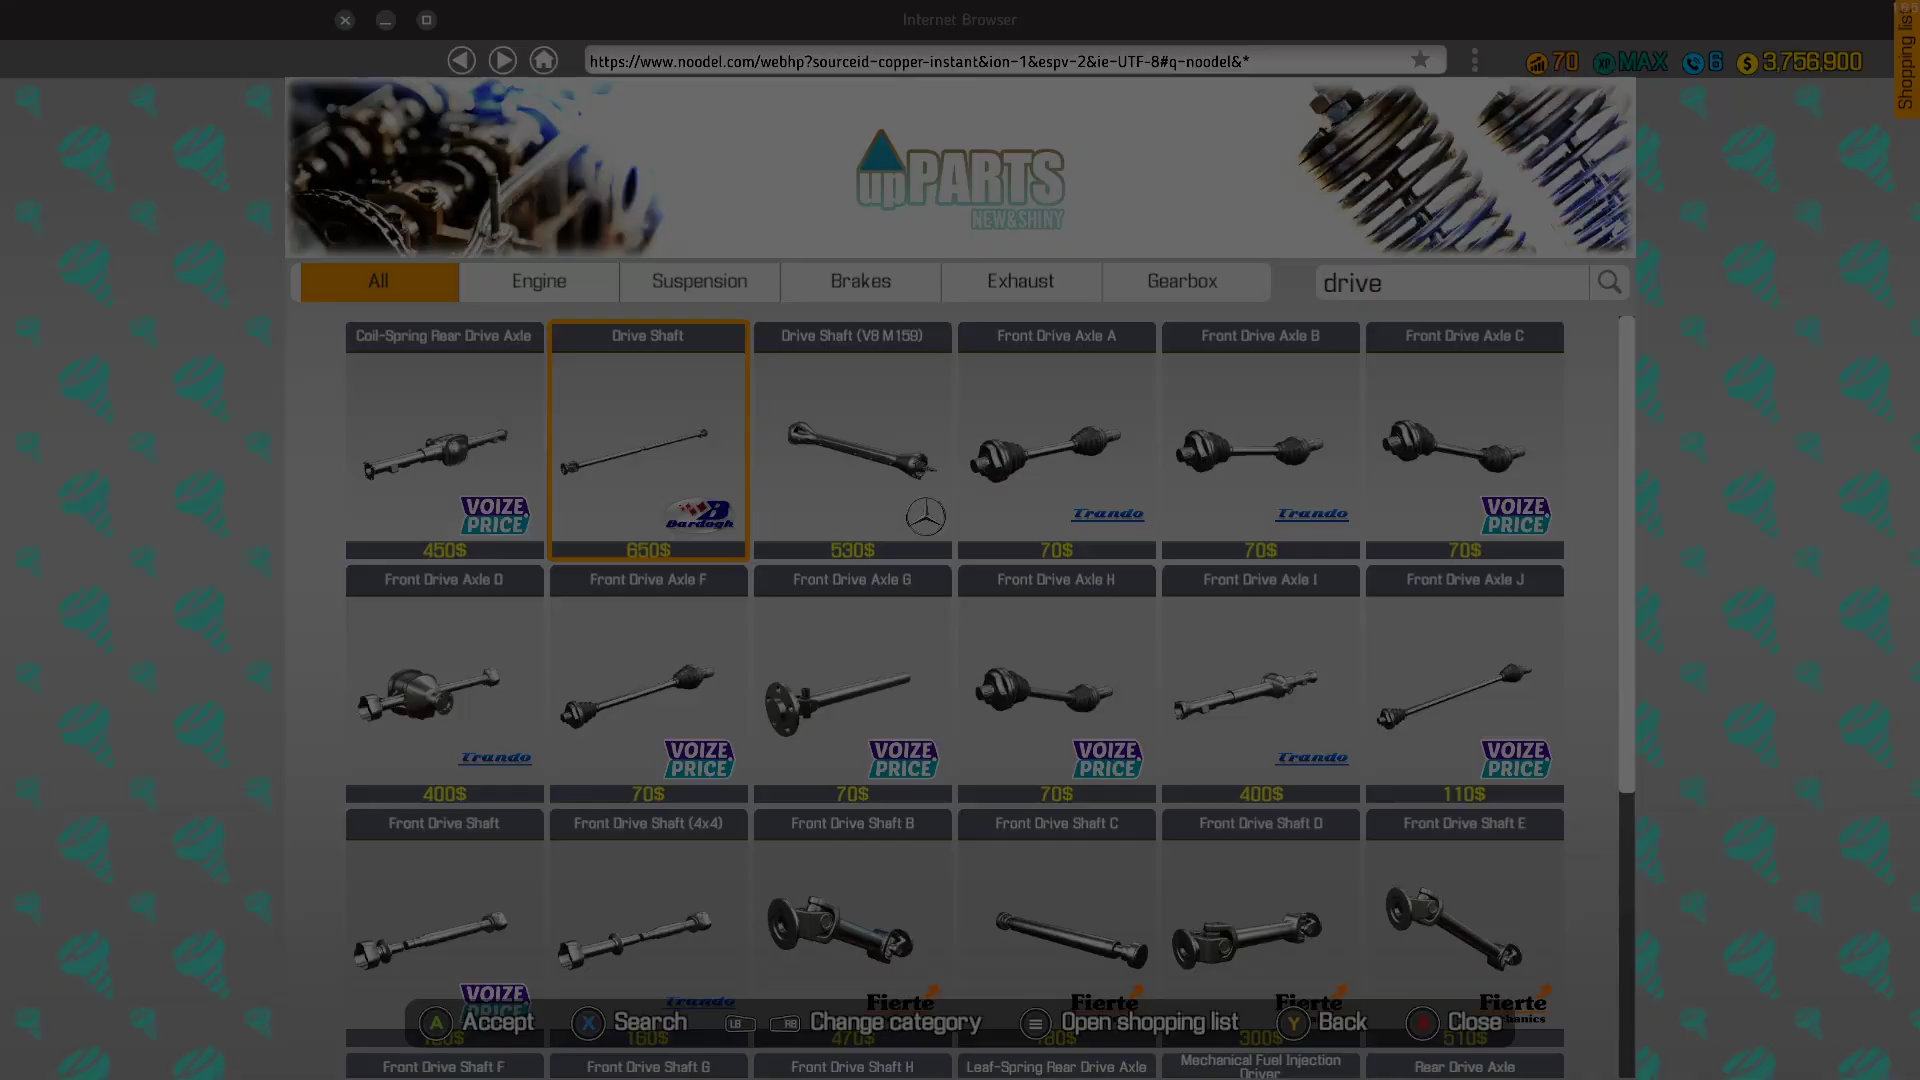 Internet Browser
Shopping list
https://www.noodel.com/webhp?sourceid-copper-instant&ion-1&espv-2&ie-UTF-8#q-noodel&*
70 XP MAX 6 $ 3,756,900
upPARTS
NEW&SHINY
All Engine Suspension Brakes Exhaust Gearbox drive
Coil-Spring Rear Drive Axle Drive Shaft Drive Shaft (V8 M159) Front Drive Axle A Front Drive Axle B Front Drive Axle C
VOIZE PRICE Bardogh Trando Trando VOIZE PRICE
450$ 650$ 530$ 70$ 70$ 70$
Front Drive Axle D Front Drive Axle F Front Drive Axle G Front Drive Axle H Front Drive Axle I Front Drive Axle J
Trando VOIZE PRICE VOIZE PRICE VOIZE PRICE Trando VOIZE PRICE
400$ 70$ 70$ 70$ 400$ 110$
Front Drive Shaft Front Drive Shaft (4x4) Front Drive Shaft B Front Drive Shaft C Front Drive Shaft D Front Drive Shaft E
VOIZE PRICE Trando Fierte Fierte Fierte Fierte
A Accept X Search LB RB Change category Open shopping list Y Back Close
160$ 470$ 300$ 510$
Front Drive Shaft F Front Drive Shaft G Front Drive Shaft H Leaf-Spring Rear Drive Axle Mechanical Fuel Injection Driver Rear Drive Axle